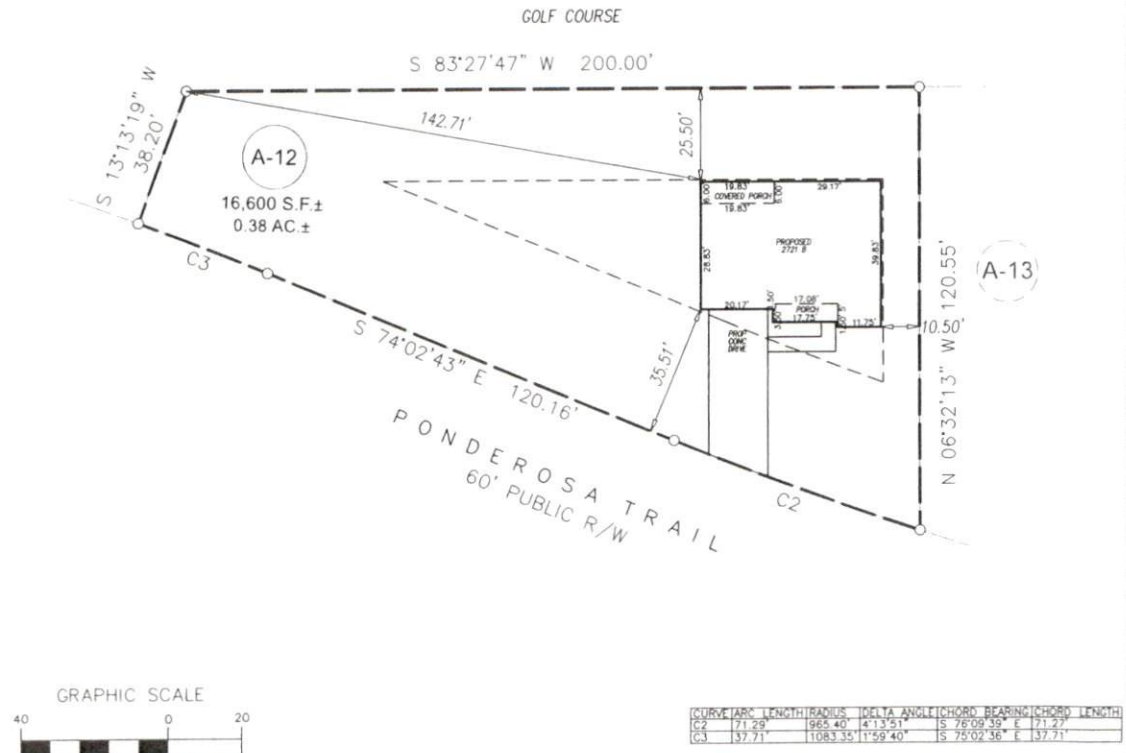 GOLF COURSE
S 83°27'47" W 200.00'
S 13°13'19" W
38.20'
142.71'
25.50'
A-12
16,600 S.F.±
0.38 AC.±
6.00'
19.83'
COVERED PORCH
19.83'
6.00'
29.17'
PROPOSED
2721 B
28.83'
39.83'
A-13
N 06°32'13" W 120.55'
20.17'
17.08'
PORCH
17.75'
11.75'
10.50'
PROP
CONC
DRIVE
35.51'
C3
S 74°02'43" E 120.16'
C2
PONDEROSA TRAIL
60' PUBLIC R/W
GRAPHIC SCALE
40 0 20
CURVE ARC LENGTH RADIUS DELTA ANGLE CHORD BEARING CHORD LENGTH
C2 71.29' 965.40' 4°13'51" S 76°09'39" E 71.27'
C3 37.71' 1083.35' 1°59'40" S 75°02'36" E 37.71'